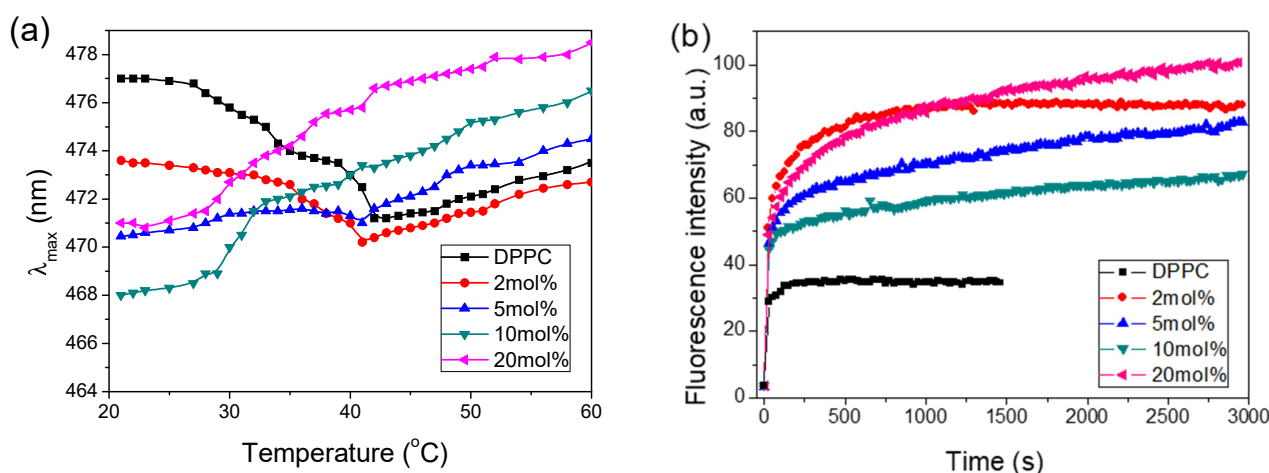 (a)
λmax (nm)
478
476
474
472
470
468
466
464
20
30
40
50
60
Temperature (°C)
DPPC
2mol%
5mol%
10mol%
20mol%
(b)
Fluorescence intensity (a.u.)
100
80
60
40
20
0
0
500
1000
1500
2000
2500
3000
Time (s)
DPPC
2mol%
5mol%
10mol%
20mol%